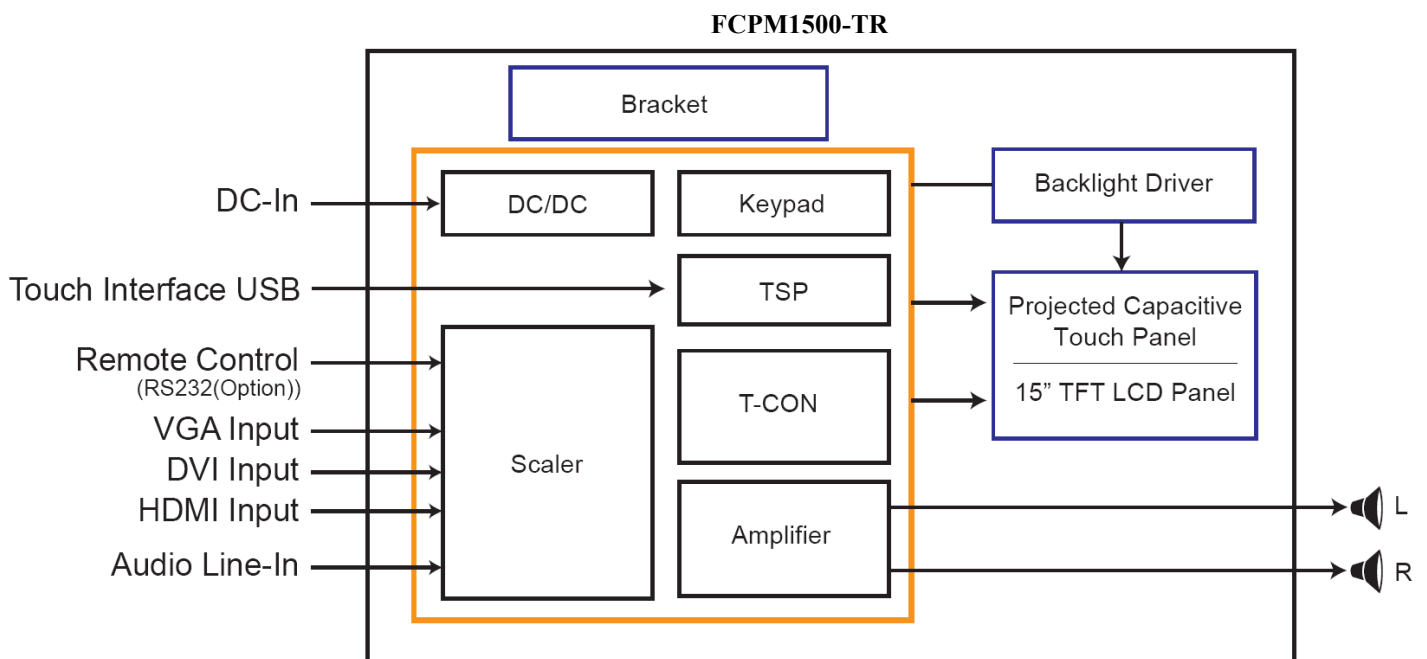 FCPM1500-TR
Bracket
DC-In
DC/DC
Keypad
Backlight Driver
Touch Interface USB
TSP
Projected Capacitive
Touch Panel
15” TFT LCD Panel
Remote Control
(RS232(Option))
VGA Input
DVI Input
HDMI Input
Audio Line-In
Scaler
T-CON
Amplifier
L
R